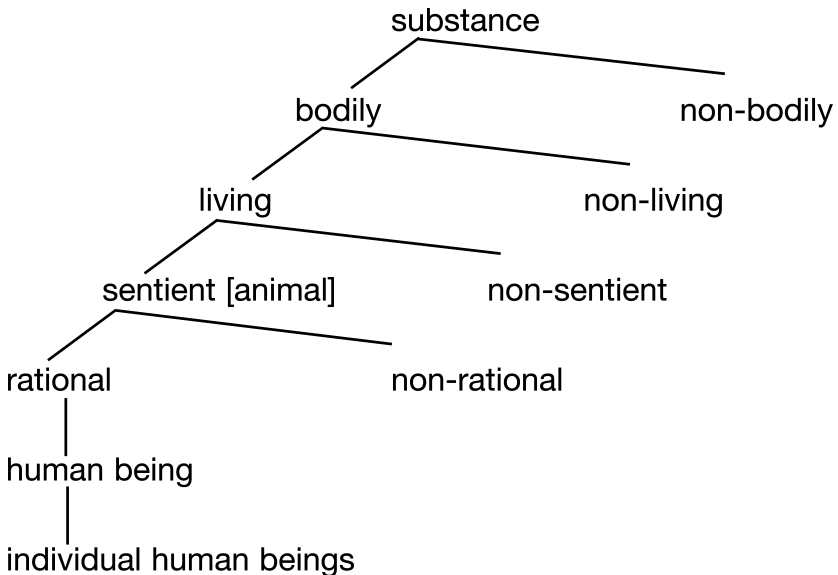 substance
bodily non-bodily
living non-living
sentient [animal] non-sentient
rational non-rational
human being
individual human beings